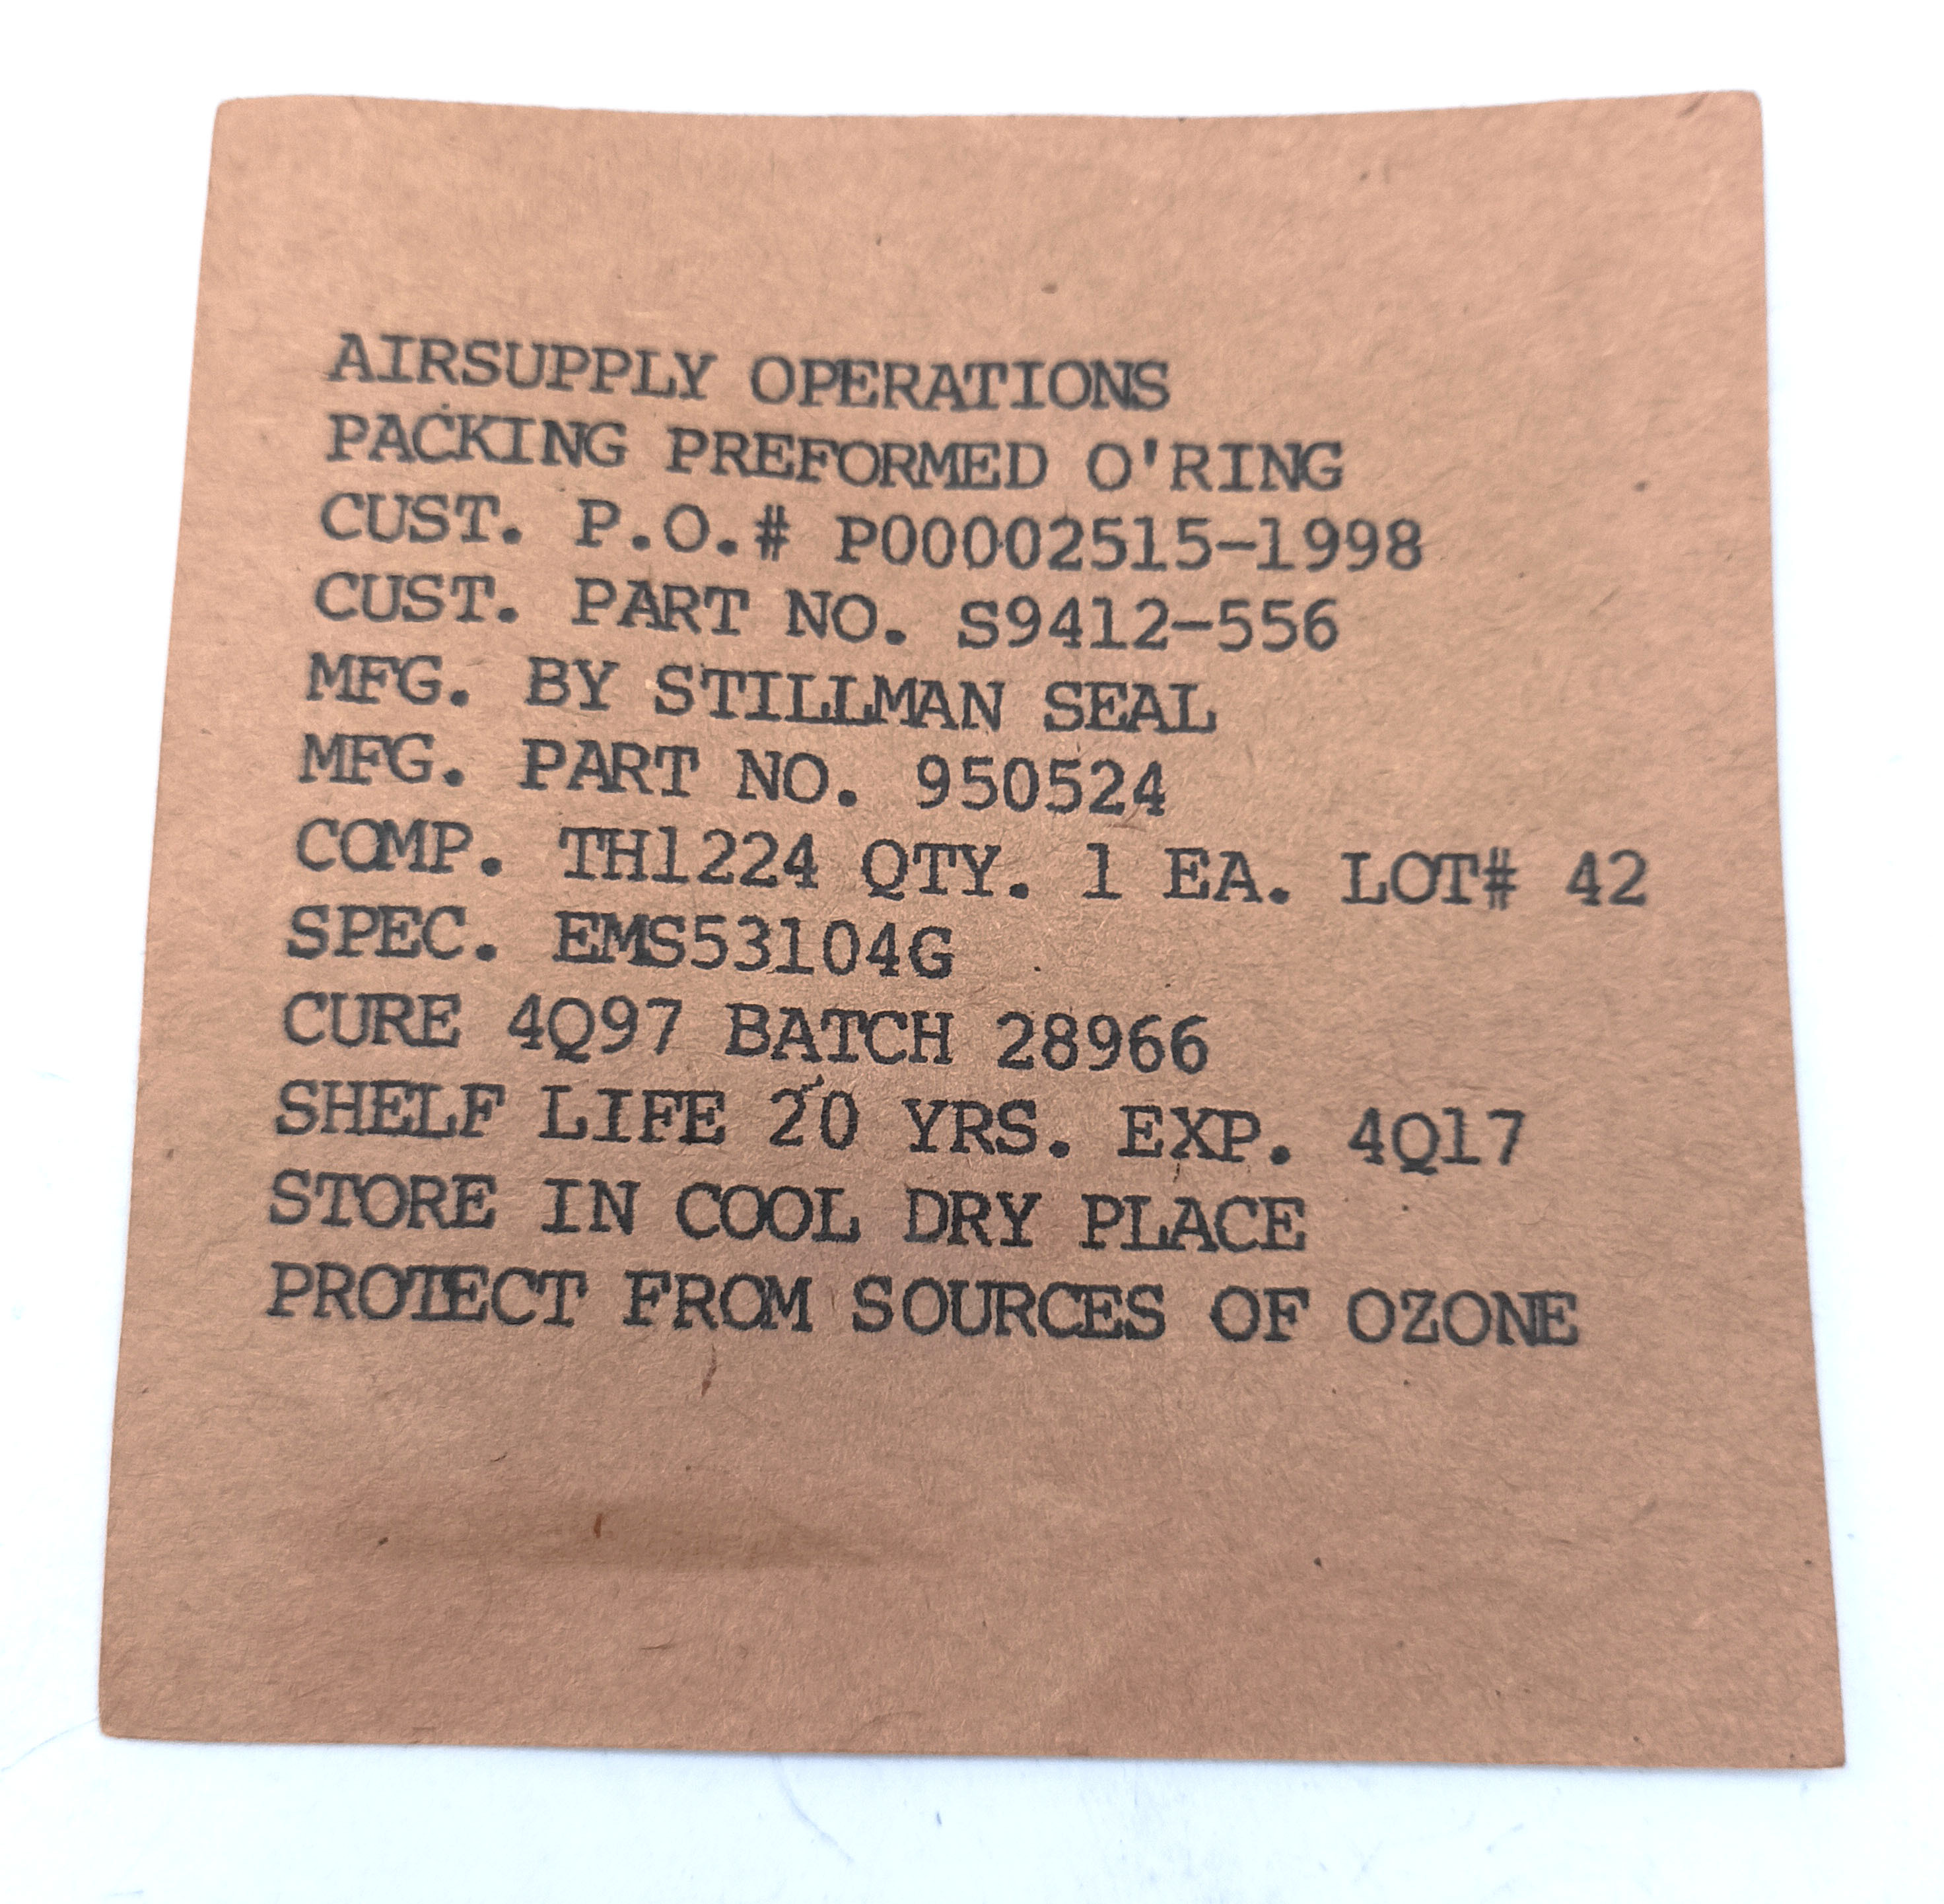 AIRSUPPLY OPERATIONS
PACKING PREFORMED O'RING
CUST. P.O.# P00002515-1998
CUST. PART NO. S9412-556
MFG. BY STILLMAN SEAL
MFG. PART NO. 950524
COMP. TH1224 QTY. 1 EA. LOT# 42
SPEC. EMS53104G
CURE 4Q97 BATCH 28966
SHELF LIFE 20 YRS. EXP. 4Q17
STORE IN COOL DRY PLACE
PROTECT FROM SOURCES OF OZONE